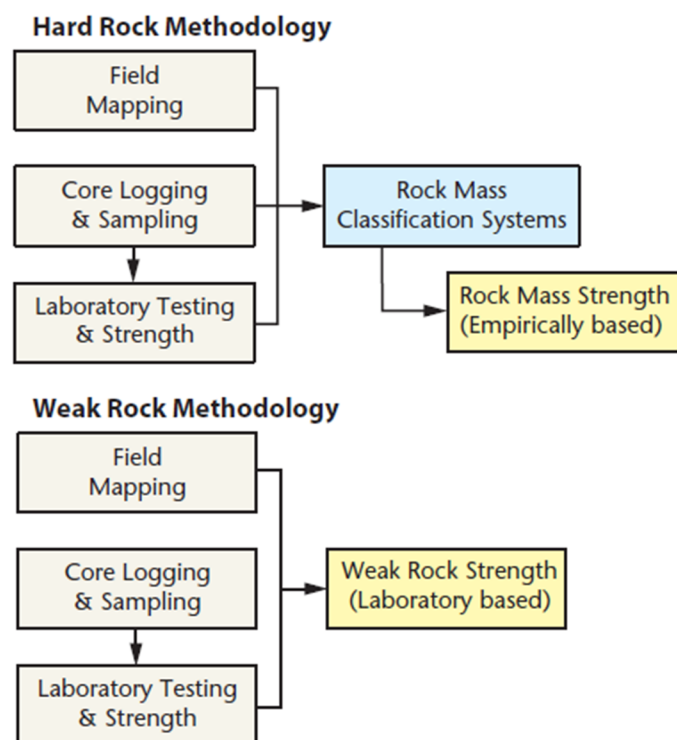 Hard Rock Methodology
Field
Mapping
Core Logging
& Sampling
Laboratory Testing
& Strength
Rock Mass
Classification Systems
Rock Mass Strength
(Empirically based)
Weak Rock Methodology
Field
Mapping
Core Logging
& Sampling
Laboratory Testing
& Strength
Weak Rock Strength
(Laboratory based)